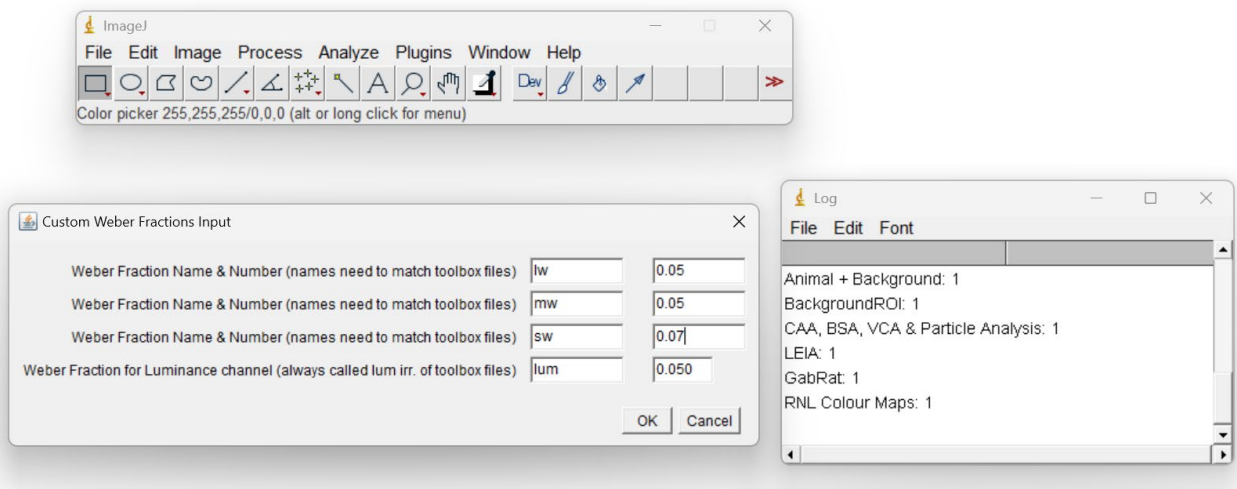 ImageJ
File Edit Image Process Analyze Plugins Window Help
A Dev
Color picker 255,255,255/0,0,0 (alt or long click for menu)
Custom Weber Fractions Input
Weber Fraction Name & Number (names need to match toolbox files) lw 0.05
Weber Fraction Name & Number (names need to match toolbox files) mw 0.05
Weber Fraction Name & Number (names need to match toolbox files) sw 0.07
Weber Fraction for Luminance channel (always called lum irr. of toolbox files) lum 0.050
OK Cancel
Log
File Edit Font
Animal + Background: 1
BackgroundROI: 1
CAA, BSA, VCA & Particle Analysis: 1
LEIA: 1
GabRat: 1
RNL Colour Maps: 1